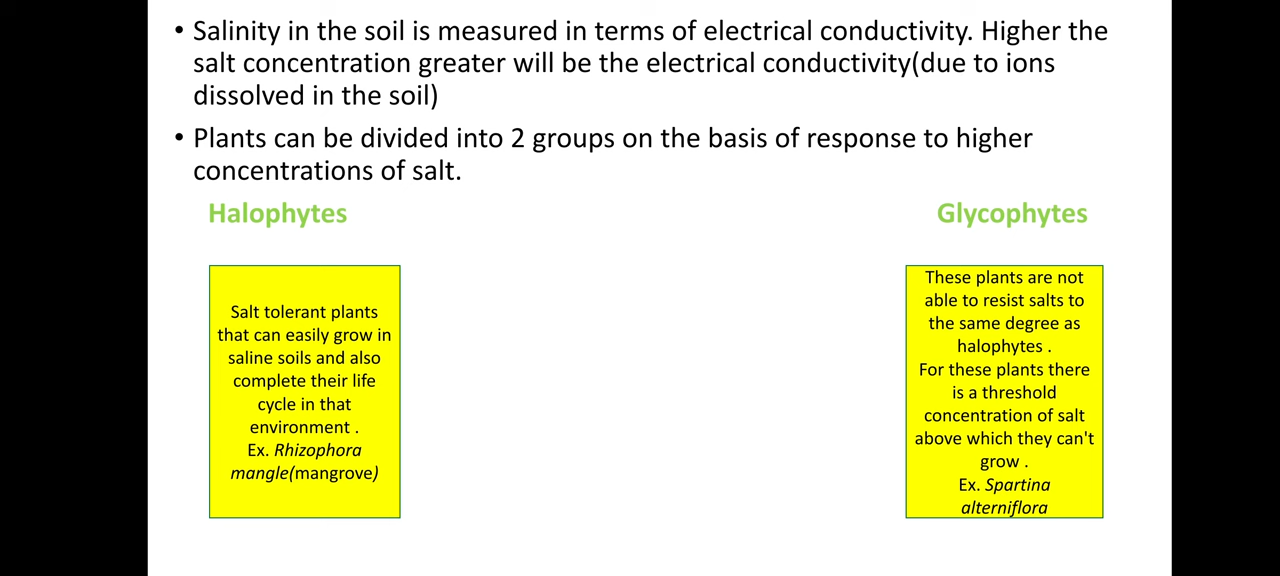 • Salinity in the soil is measured in terms of electrical conductivity. Higher the
salt concentration greater will be the electrical conductivity(due to ions
dissolved in the soil)
• Plants can be divided into 2 groups on the basis of response to higher
concentrations of salt.
Halophytes
Salt tolerant plants
that can easily grow in
saline soils and also
complete their life
cycle in that
environment .
Ex. Rhizophora
mangle(mangrove)
Glycophytes
These plants are not
able to resist salts to
the same degree as
halophytes .
For these plants there
is a threshold
concentration of salt
above which they can't
grow .
Ex. Spartina
alterniflora